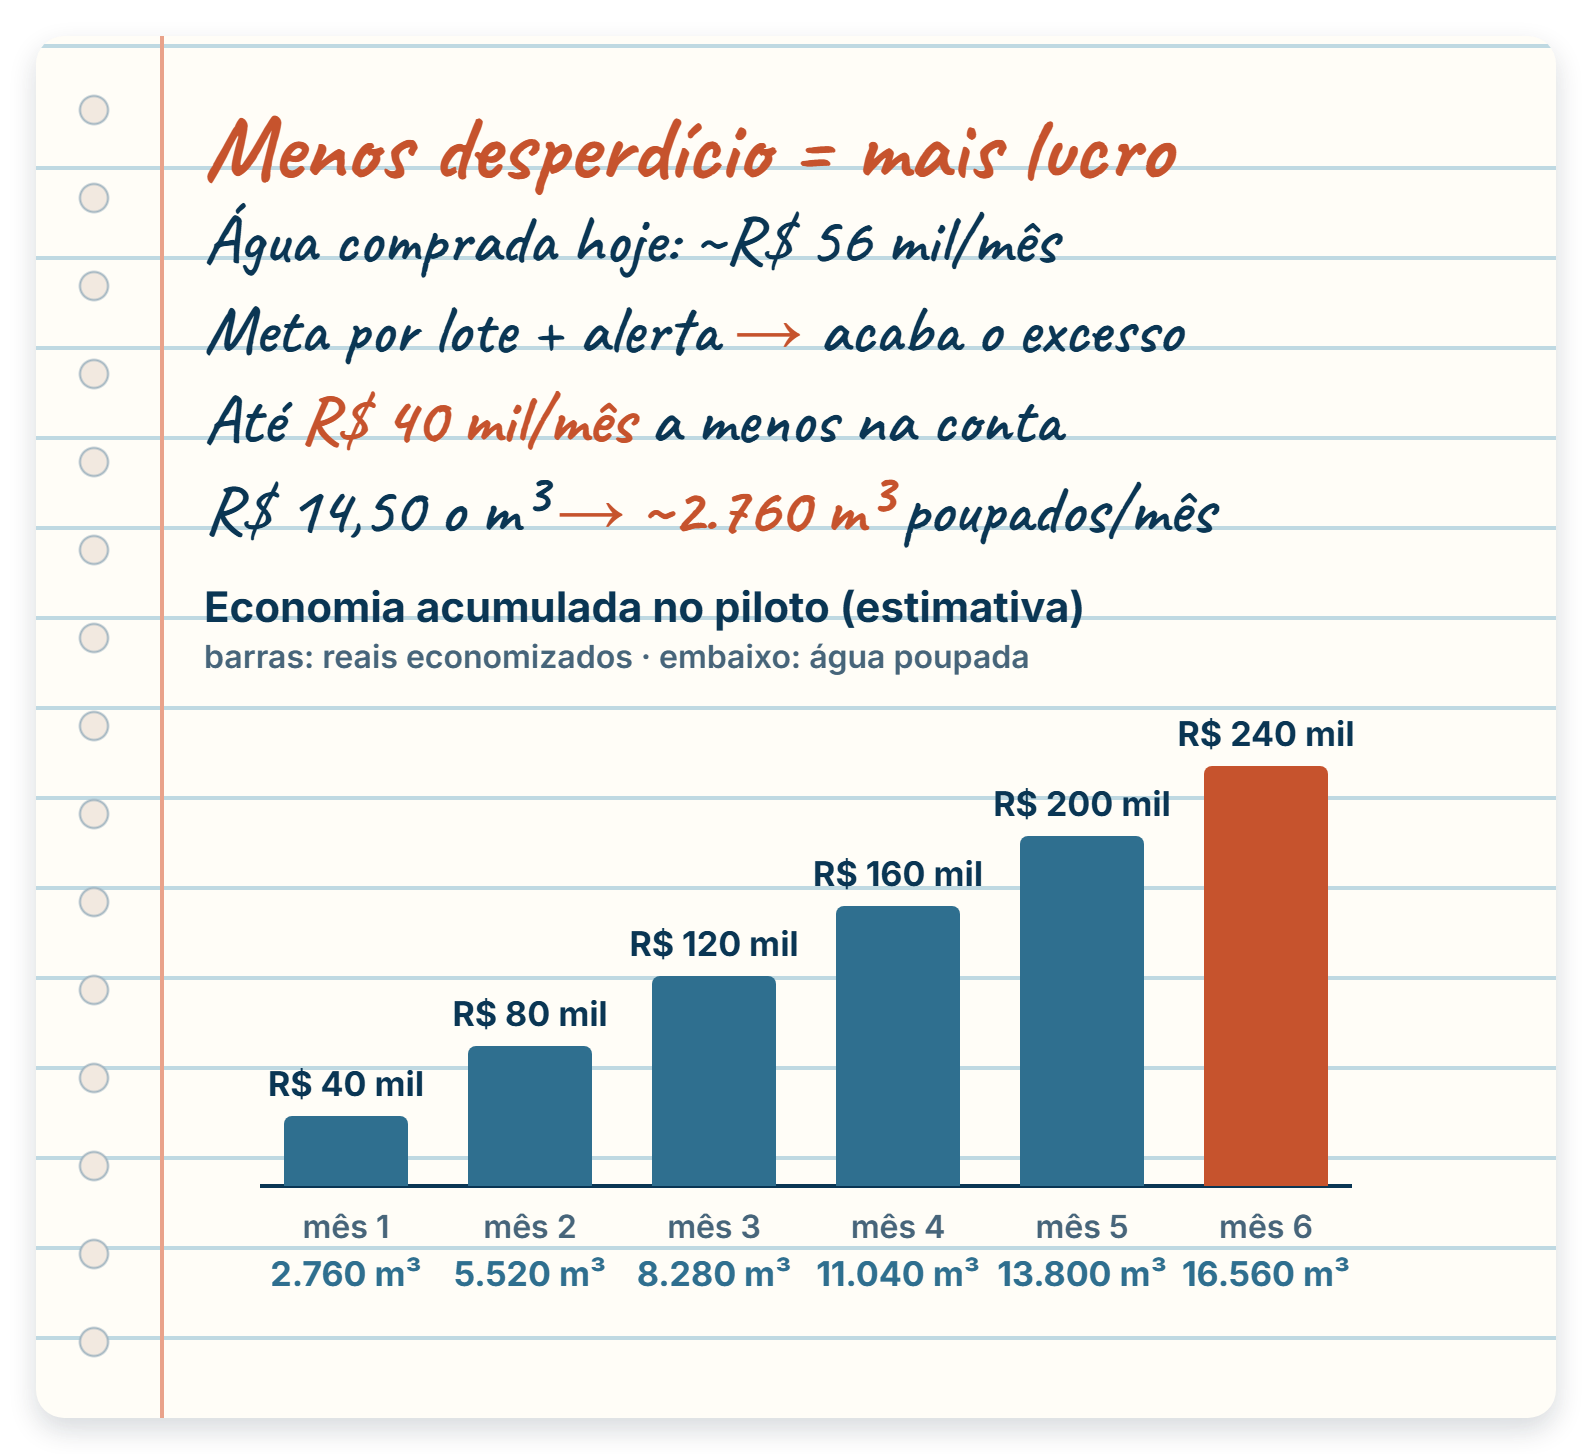 Menos desperdício = mais lucro
Água comprada hoje: ~R$ 56 mil/mês
Meta por lote + alerta → acaba o excesso
Até R$ 40 mil/mês a menos na conta
R$ 14,50 o m³ → ~2.760 m³ poupados/mês
Economia acumulada no piloto (estimativa)
barras: reais economizados · embaixo: água poupada
R$ 240 mil
R$ 200 mil
R$ 160 mil
R$ 120 mil
R$ 80 mil
R$ 40 mil
mês 1 mês 2 mês 3 mês 4 mês 5 mês 6
2.760 m³ 5.520 m³ 8.280 m³ 11.040 m³ 13.800 m³ 16.560 m³